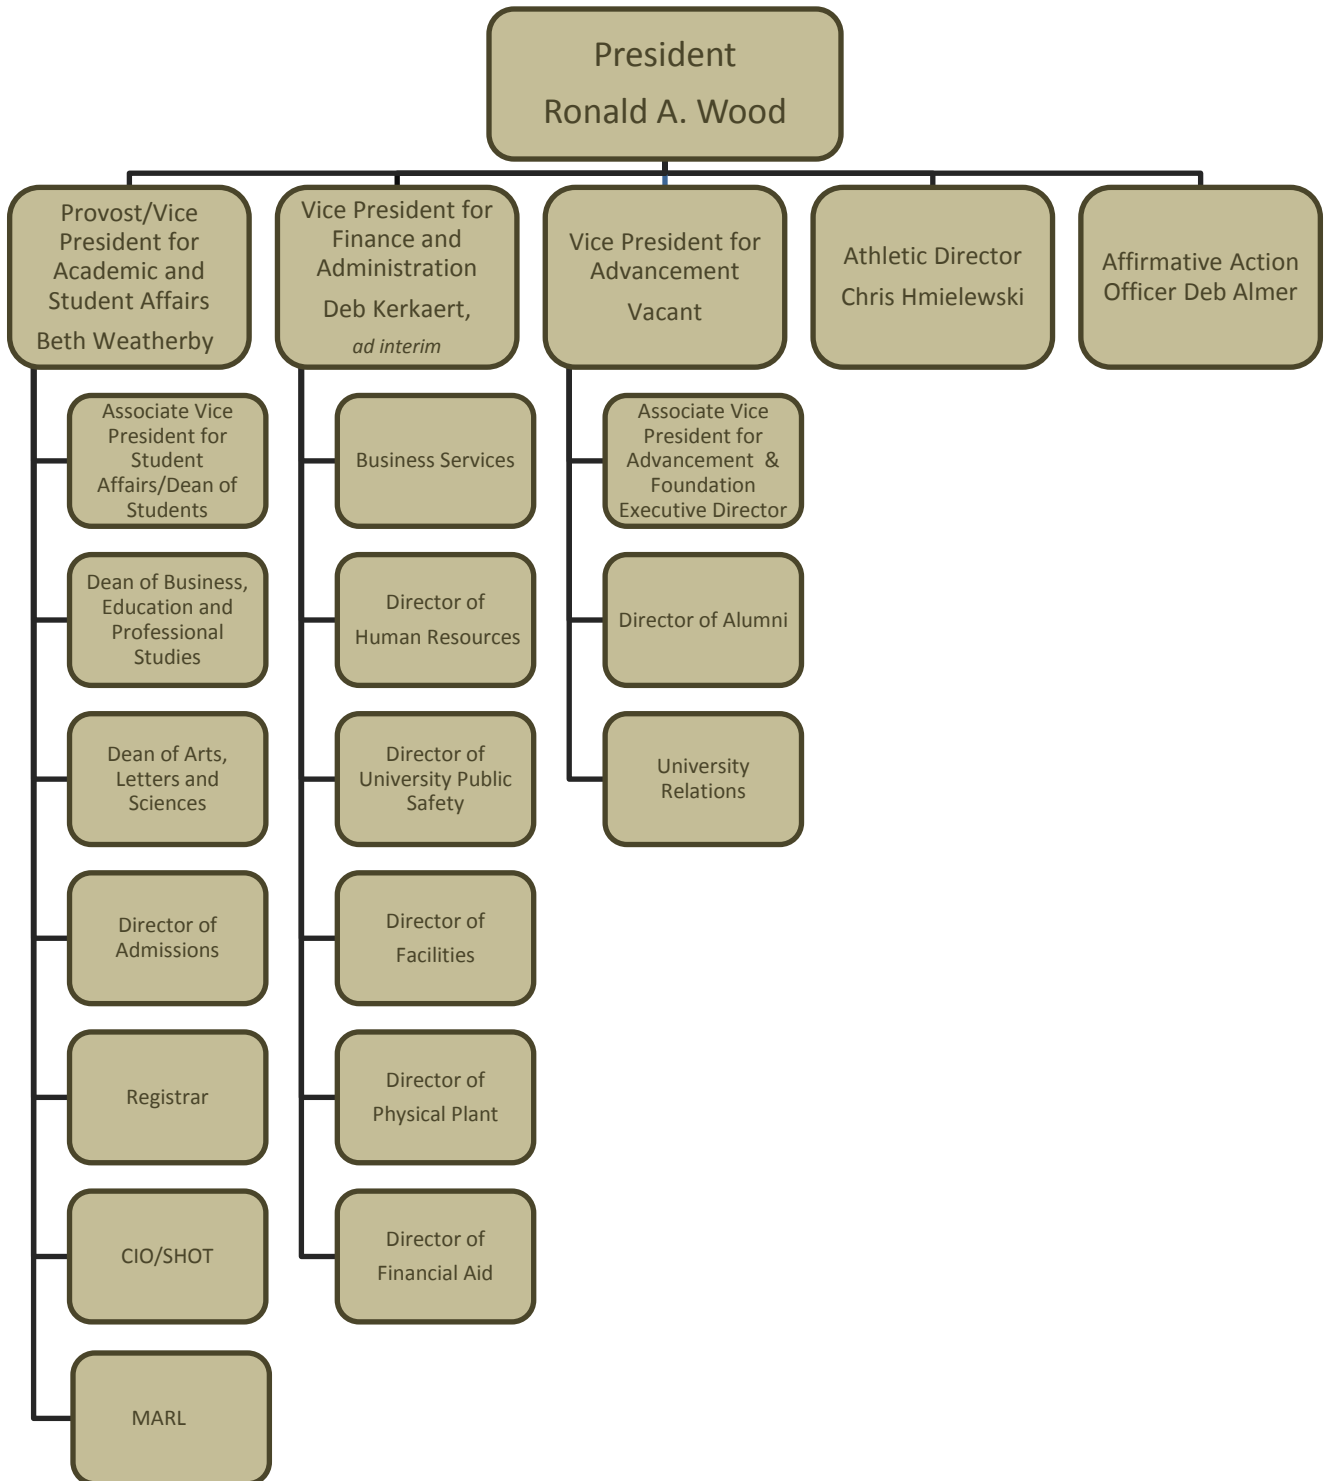 President
Ronald A. Wood
Provost/Vice
President for
Academic and
Student Affairs
Beth Weatherby
Vice President for
Finance and
Administration
Deb Kerkaert,
ad interim
Vice President for
Advancement
Vacant
Athletic Director
Chris Hmielewski
Affirmative Action
Officer Deb Almer
Associate Vice
President for
Student
Affairs/Dean of
Students
Dean of Business,
Education and
Professional
Studies
Dean of Arts,
Letters and
Sciences
Director of
Admissions
Registrar
CIO/SHOT
MARL
Business Services
Director of
Human Resources
Director of
University Public
Safety
Director of
Facilities
Director of
Physical Plant
Director of
Financial Aid
Associate Vice
President for
Advancement &
Foundation
Executive Director
Director of Alumni
University
Relations